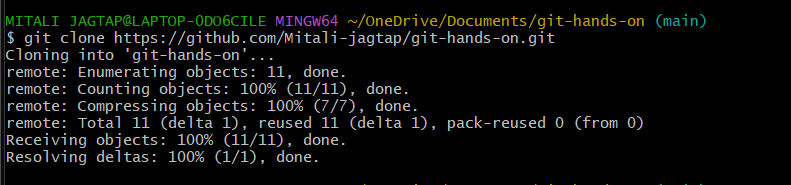 MITALI JAGTAP@LAPTOP-ODO6CILE MINGW64 ~/OneDrive/Documents/git-hands-on (main)
$ git clone https://github.com/Mitali-jagtap/git-hands-on.git
Cloning into 'git-hands-on'...
remote: Enumerating objects: 11, done.
remote: Counting objects: 100% (11/11), done.
remote: Compressing objects: 100% (7/7), done.
remote: Total 11 (delta 1), reused 11 (delta 1), pack-reused 0 (from 0)
Receiving objects: 100% (11/11), done.
Resolving deltas: 100% (1/1), done.